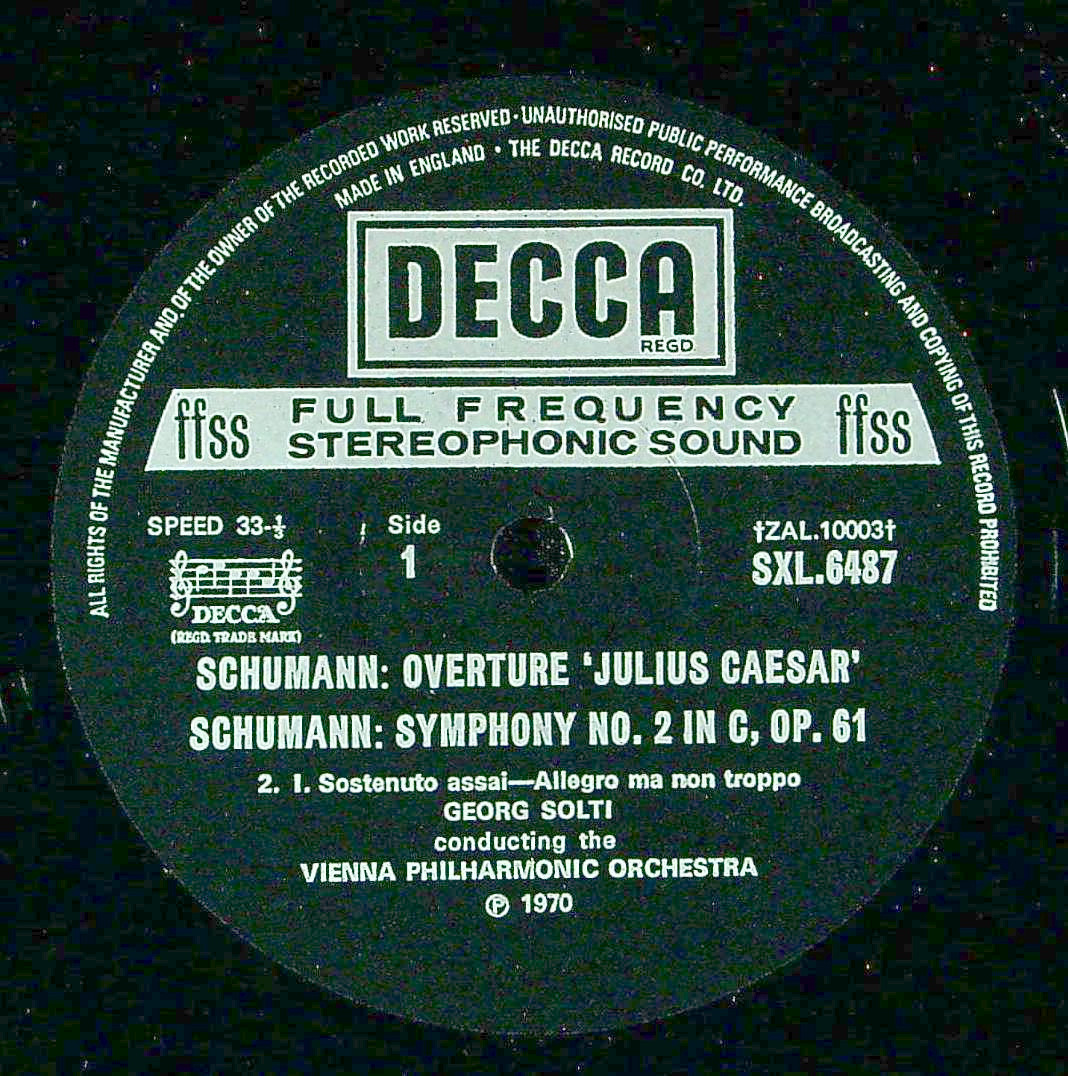 ALL RIGHTS OF THE MANUFACTURER AND OF THE OWNER OF THE RECORDED WORK RESERVED · UNAUTHORISED PUBLIC PERFORMANCE BROADCASTING AND COPYING OF THIS RECORD PROHIBITED
MADE IN ENGLAND · THE DECCA RECORD CO. LTD.
DECCA
REGD
ffss FULL FREQUENCY STEREOPHONIC SOUND ffss
SPEED 33-⅓
Side
1
†ZAL.10003†
SXL.6487
DECCA
(REGD. TRADE MARK)
SCHUMANN: OVERTURE ‘JULIUS CAESAR’
SCHUMANN: SYMPHONY NO. 2 IN C, OP. 61
2. I. Sostenuto assai—Allegro ma non troppo
GEORG SOLTI
conducting the
VIENNA PHILHARMONIC ORCHESTRA
℗ 1970